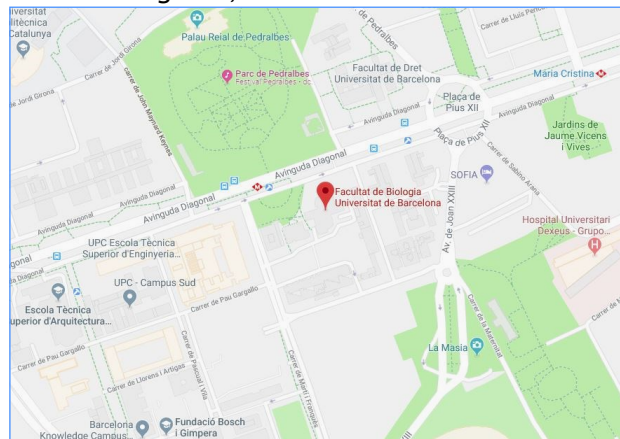 Universitat
Politècnica
Catalunya
Carrer de Jordi Girona
de Jordi Girona
Carrer de John Maynard Keynes
Palau Reial de Pedralbes
Parc de Pedralbes
Festival Pedralbes - dc
de Pedralbes
Carrer de Lluís
Facultat de Dret
Universitat de Barcelona
Maria Cristina
Plaça de
Pius XII
Avinguda Diagonal
Plaça de Pius XII
Jardins de
Jaume Vicens
i Vives
Avinguda Diagonal
Avinguda Diagonal
SOFIA
Carrer de Sabino Arana
Facultat de Biologia
Universitat de Barcelona
Av. de Joan XXIII
Avinguda Diagonal
Avinguda Diagonal
Hospital Universitari
Dexeus - Grupo...
UPC Escola Tècnica
Superior d'Enginyeria...
UPC - Campus Sud
Carrer de Pau Gargallo
Escola Tècnica
Superior d'Arquitectura...
Carrer de Pau Gargallo
Carrer de Pascual i Vila
Carrer de Llorens i Artigas
Carrer de Martí i Franquès
Carrer de la Maternitat
La Masia
Barcelona
Knowledge Campus...
Fundació Bosch
i Gimpera